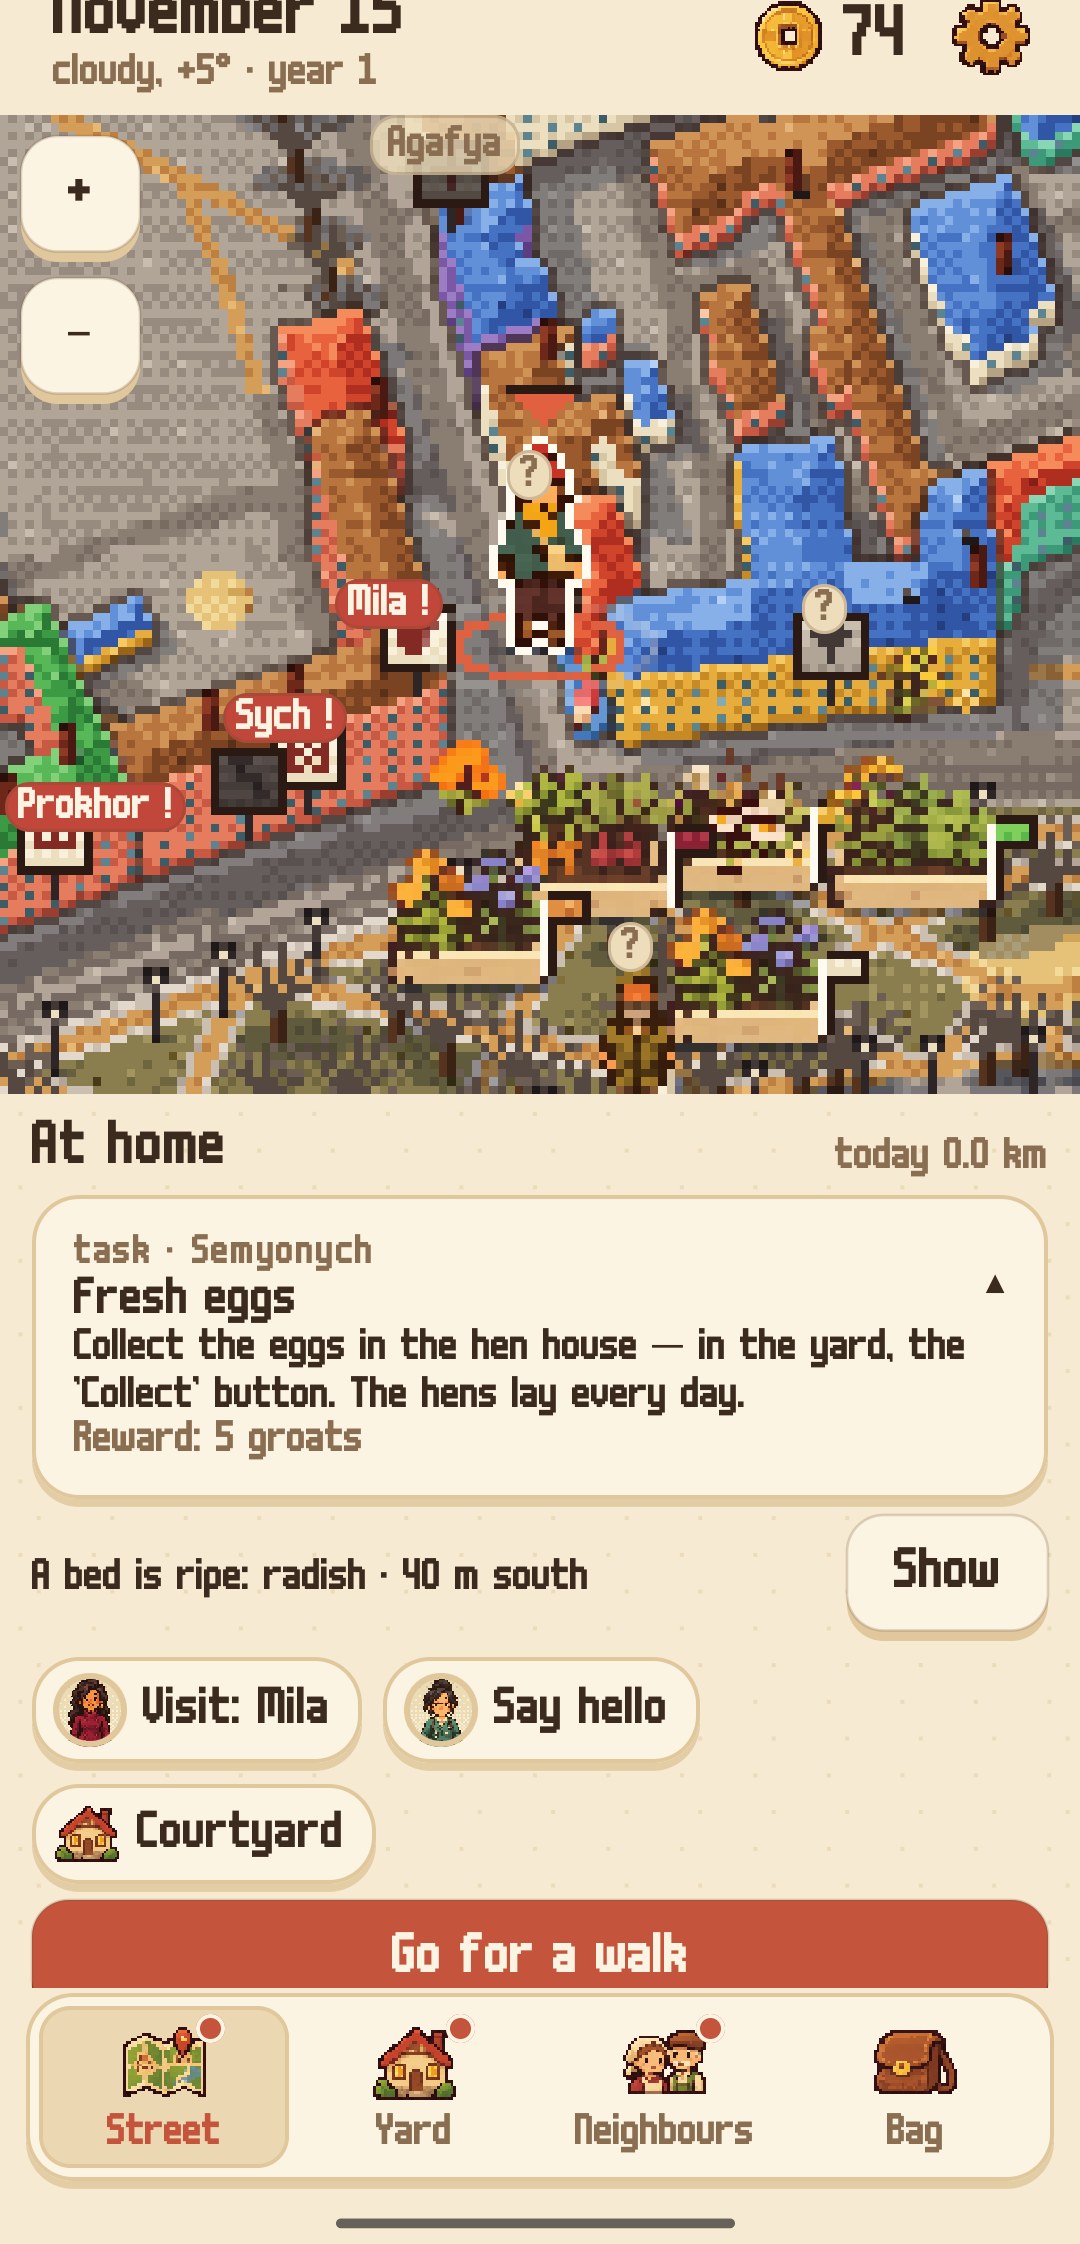 November 15
74
cloudy, +5° · year 1
Agafya
+
−
?
Mila !
?
Sych !
Prokhor !
?
At home
today 0.0 km
task · Semyonych
Fresh eggs
▲
Collect the eggs in the hen house — in the yard, the
'Collect' button. The hens lay every day.
Reward: 5 groats
A bed is ripe: radish · 40 m south
Show
Visit: Mila
Say hello
Courtyard
Go for a walk
Street
Yard
Neighbours
Bag